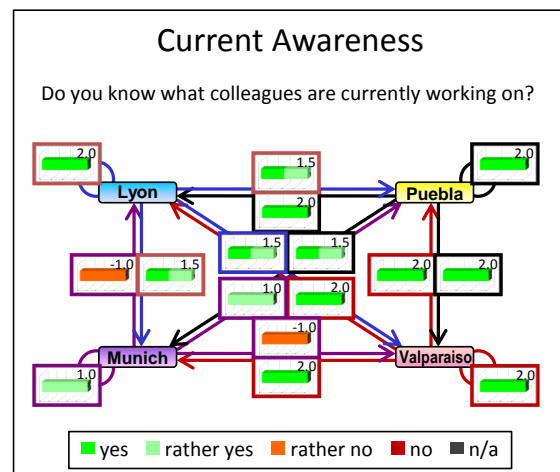 Current Awareness
Do you know what colleagues are currently working on?
2.0
1.5
2.0
Lyon
Puebla
2.0
1.5
1.5
-1.0
1.5
2.0
2.0
1.0
2.0
-1.0
Munich
Valparaiso
1.0
2.0
2.0
yes
rather yes
rather no
no
n/a